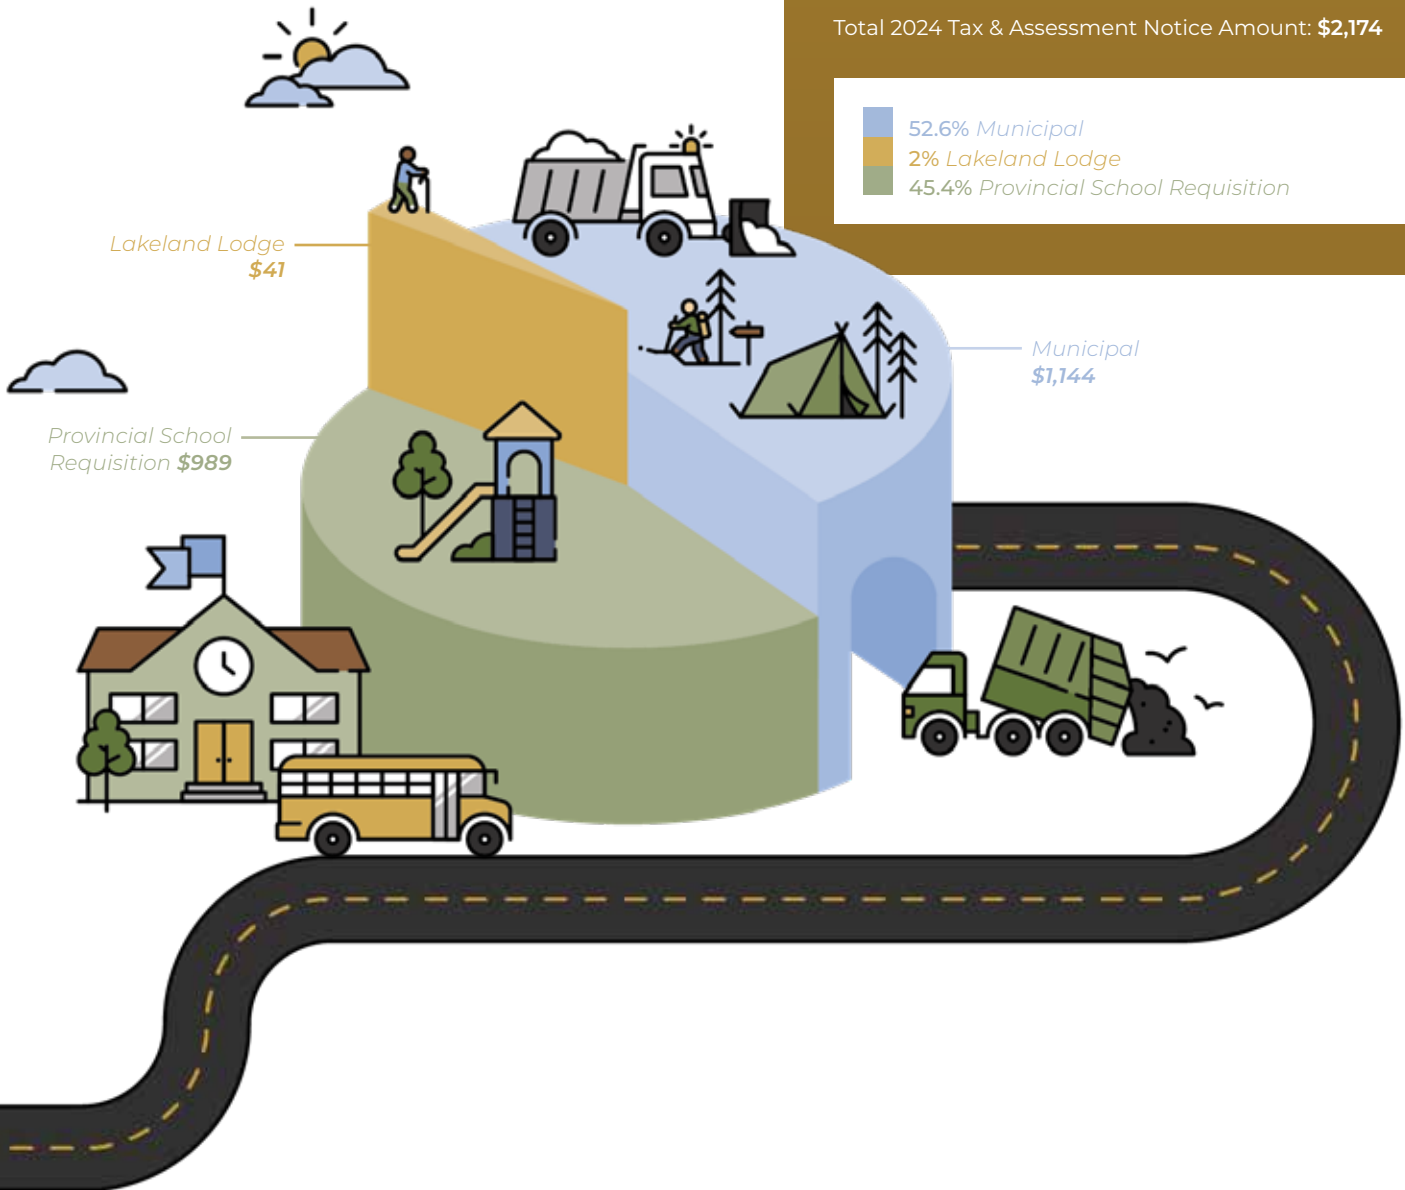 Total 2024 Tax & Assessment Notice Amount: $2,174
52.6% Municipal
2% Lakeland Lodge
45.4% Provincial School Requisition
Lakeland Lodge
$41
Municipal
$1,144
Provincial School
Requisition $989